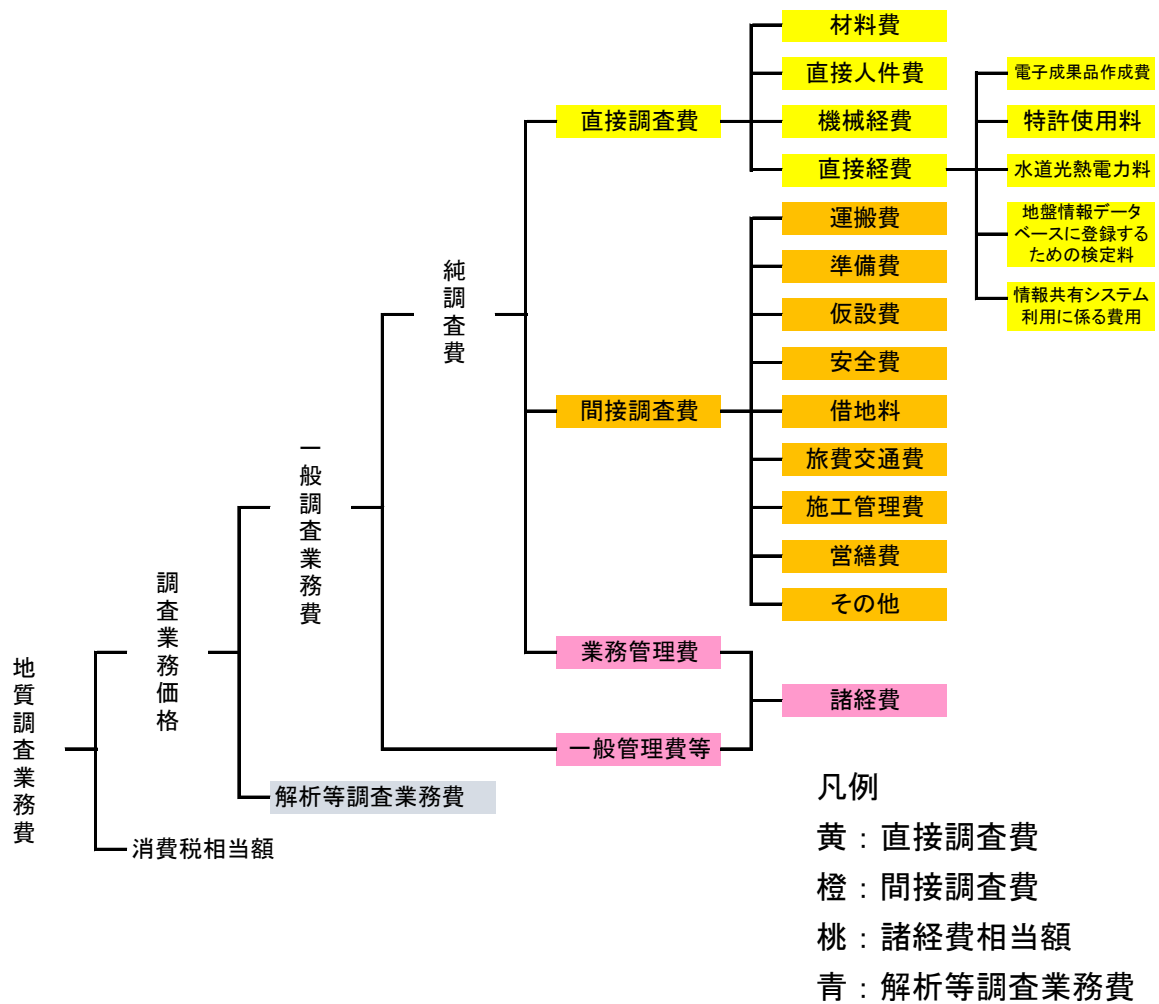 地質調査業務費
調査業務価格
消費税相当額
一般調査業務費
解析等調査業務費
純調査費
直接調査費
間接調査費
業務管理費
一般管理費等
材料費
直接人件費
機械経費
直接経費
運搬費
準備費
仮設費
安全費
借地料
旅費交通費
施工管理費
営繕費
その他
諸経費
電子成果品作成費
特許使用料
水道光熱電力料
地盤情報データ
ベースに登録する
ための検定料
情報共有システム
利用に係る費用
凡例
黄：直接調査費
橙：間接調査費
桃：諸経費相当額
青：解析等調査業務費